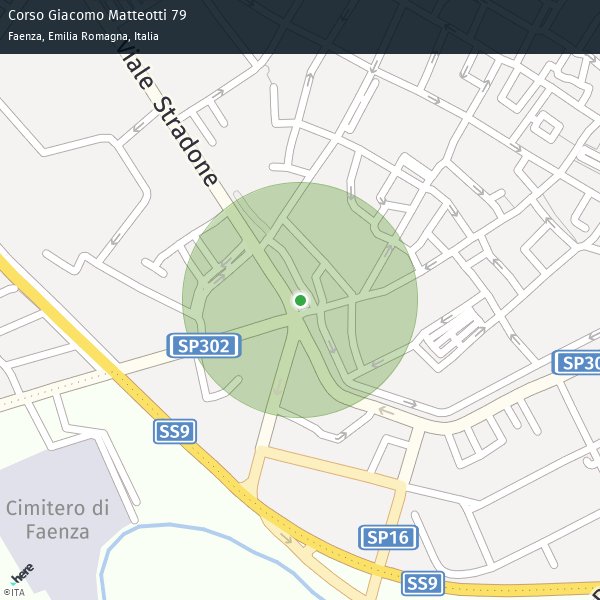 Corso Giacomo Matteotti 79
Faenza, Emilia Romagna, Italia
Viale Stradone
SP302
SP30
SS9
Cimitero di
Faenza
SP16
SS9
here
©ITA